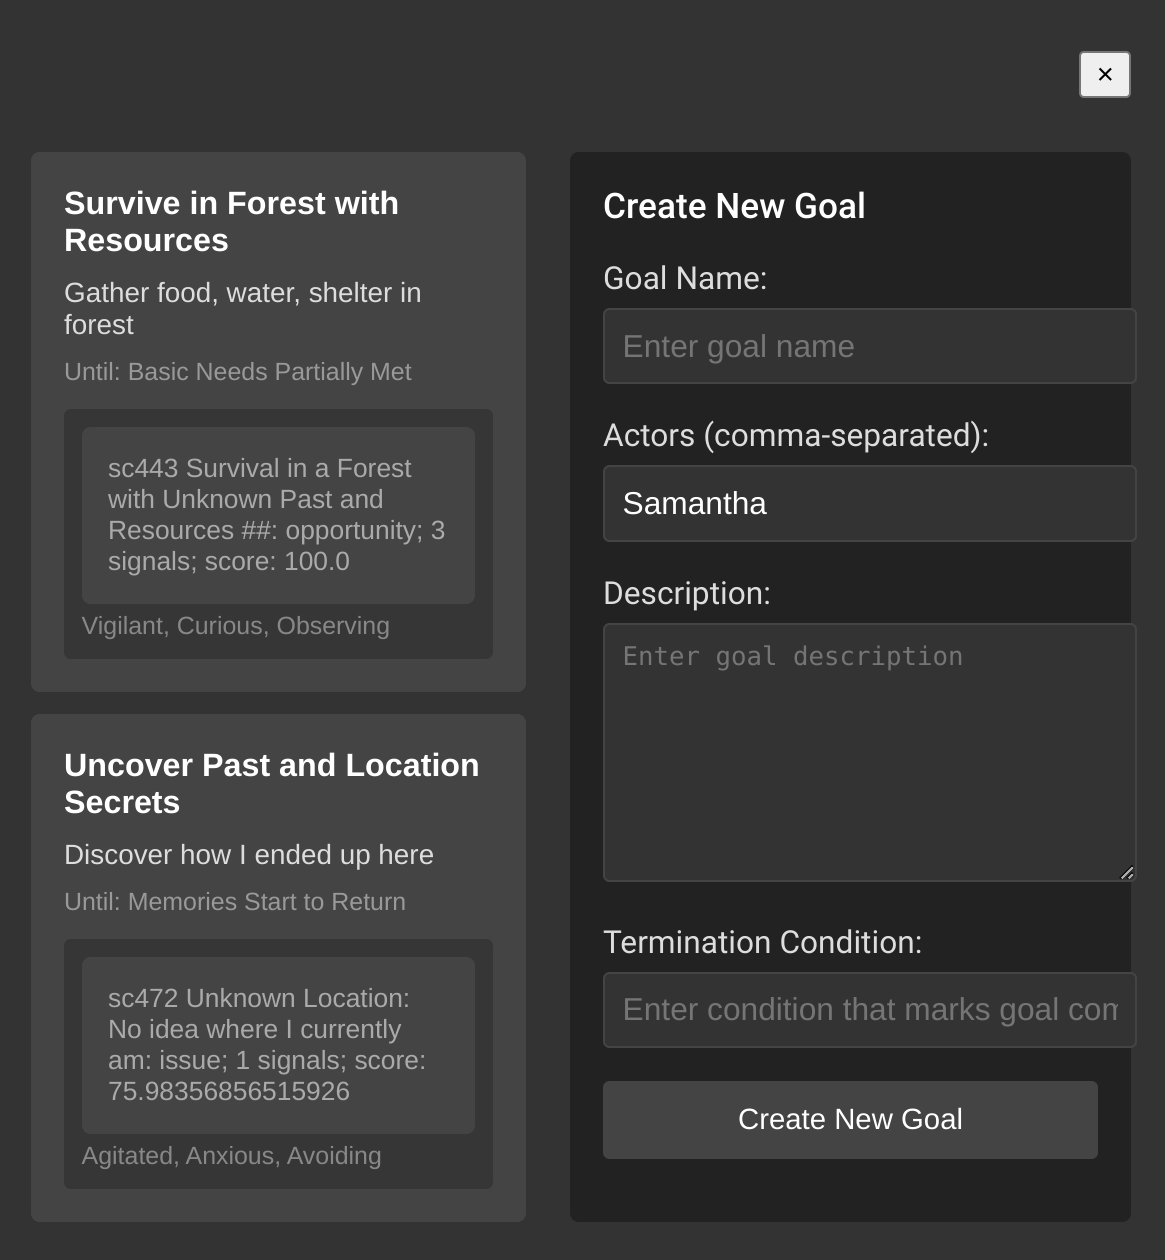 ×
Survive in Forest with
Resources
Gather food, water, shelter in
forest
Until: Basic Needs Partially Met
sc443 Survival in a Forest
with Unknown Past and
Resources ##: opportunity; 3
signals; score: 100.0
Vigilant, Curious, Observing
Uncover Past and Location
Secrets
Discover how I ended up here
Until: Memories Start to Return
sc472 Unknown Location:
No idea where I currently
am: issue; 1 signals; score:
75.98356856515926
Agitated, Anxious, Avoiding
Create New Goal
Goal Name:
Enter goal name
Actors (comma-separated):
Samantha
Description:
Enter goal description
Termination Condition:
Enter condition that marks goal com
Create New Goal